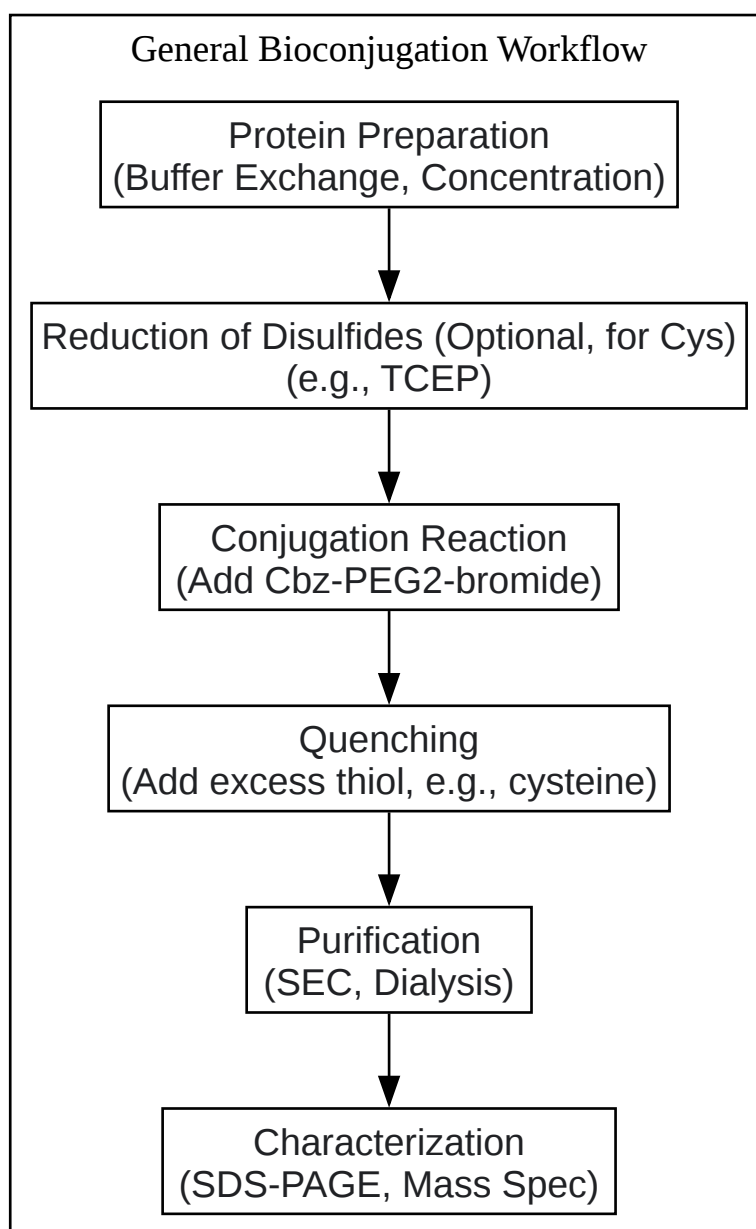 General Bioconjugation Workflow
Protein Preparation
(Buffer Exchange, Concentration)
Reduction of Disulfides (Optional, for Cys)
(e.g., TCEP)
Conjugation Reaction
(Add Cbz-PEG2-bromide)
Quenching
(Add excess thiol, e.g., cysteine)
Purification
(SEC, Dialysis)
Characterization
(SDS-PAGE, Mass Spec)